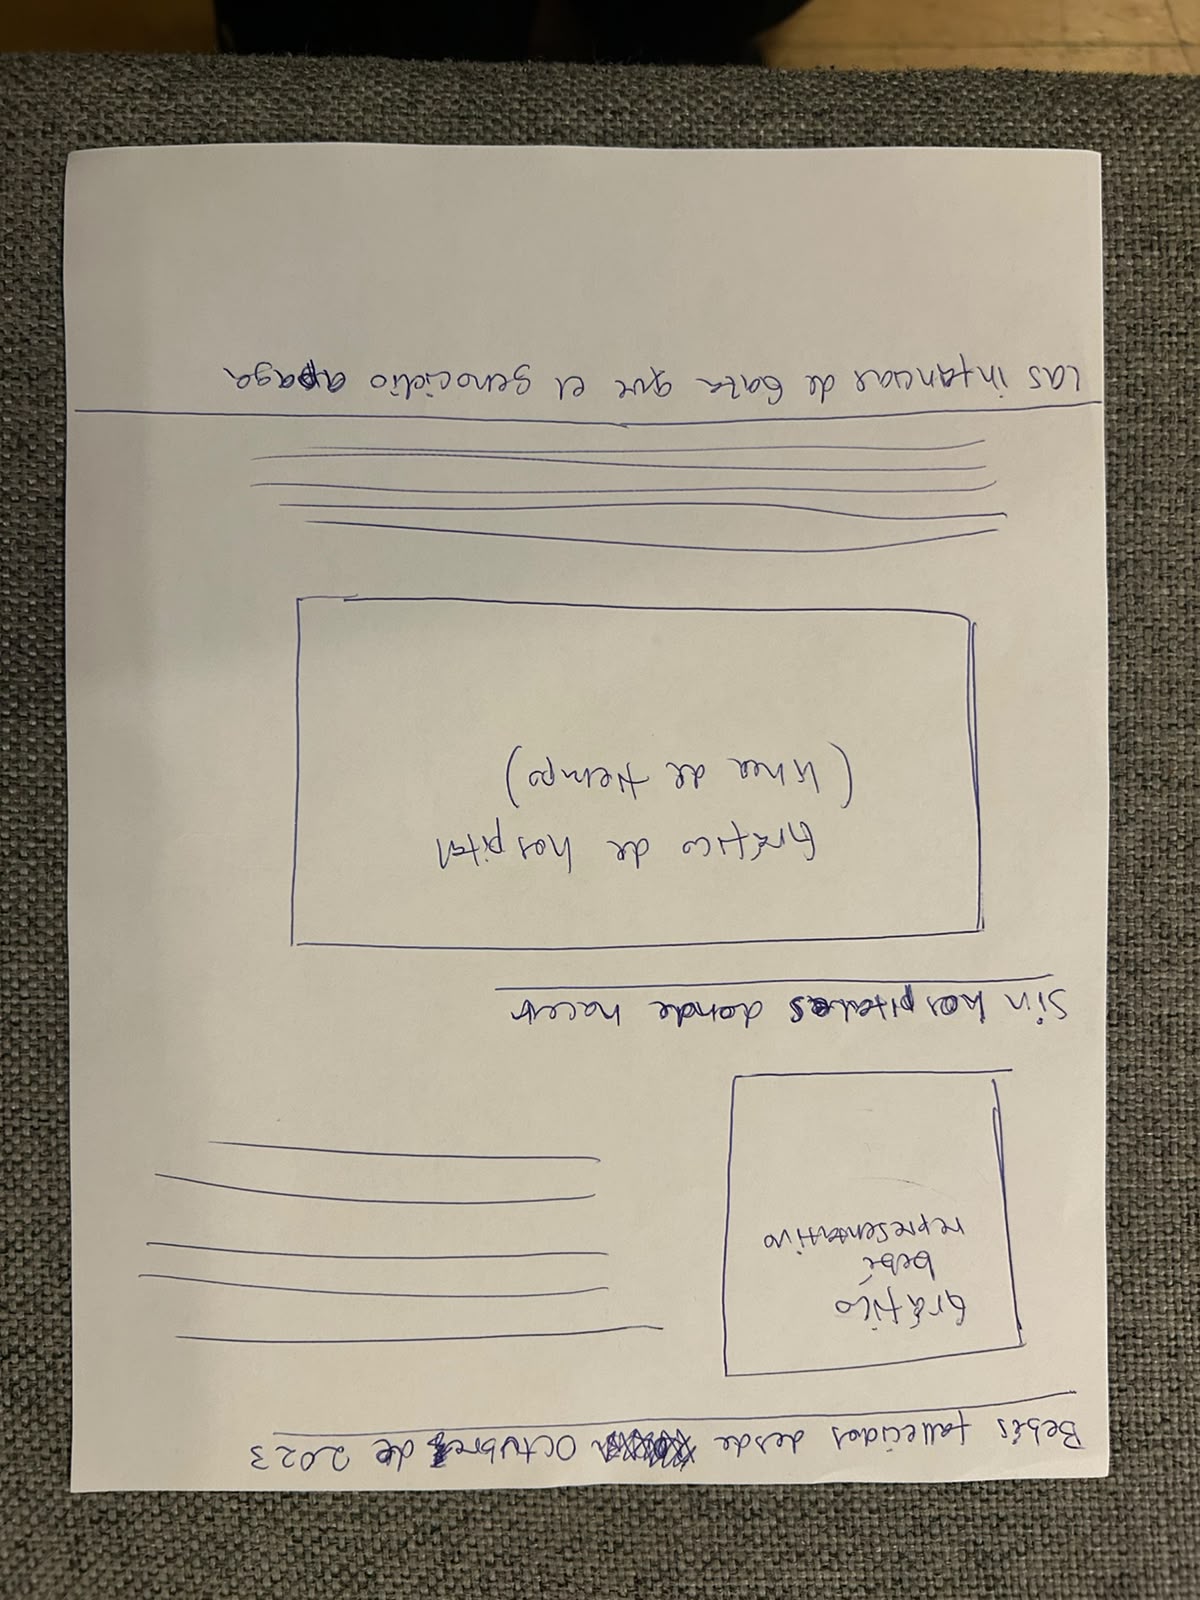 Bebés fallecidos desde Octubre de 2023
Gráfico
bebé
representativo
Sin hospitales donde nacer
Gráfico de hospital
(línea de tiempo)
Las infancias de Gaza que el genocidio apaga